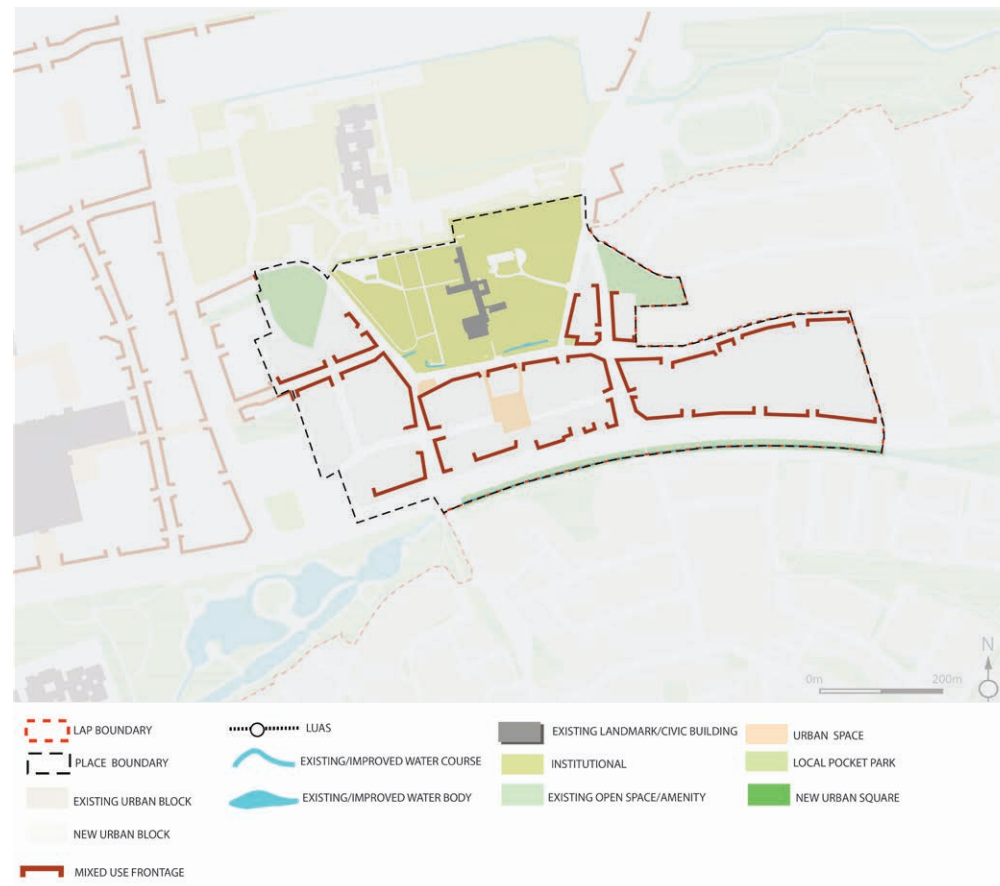 N
0m 200m
LAP BOUNDARY
PLACE BOUNDARY
EXISTING URBAN BLOCK
NEW URBAN BLOCK
MIXED USE FRONTAGE
LUAS
EXISTING/IMPROVED WATER COURSE
EXISTING/IMPROVED WATER BODY
EXISTING LANDMARK/CIVIC BUILDING
INSTITUTIONAL
EXISTING OPEN SPACE/AMENITY
URBAN SPACE
LOCAL POCKET PARK
NEW URBAN SQUARE